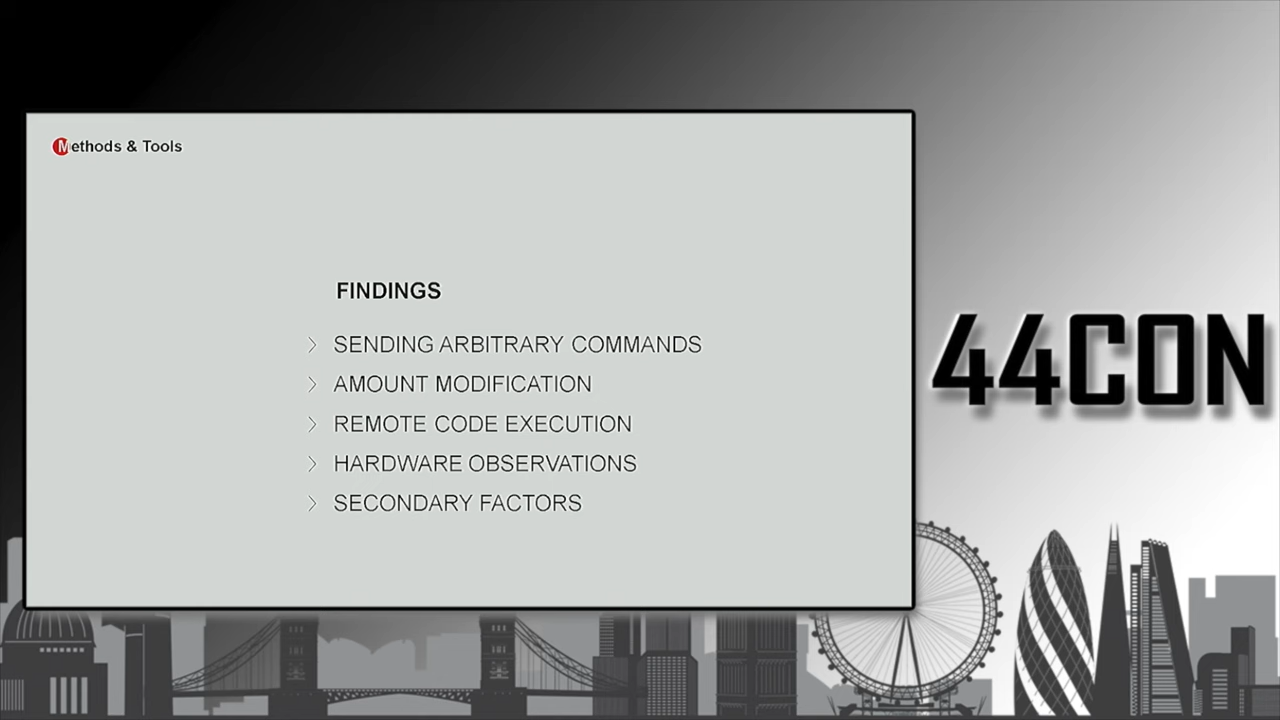 Methods & Tools
FINDINGS
SENDING ARBITRARY COMMANDS
AMOUNT MODIFICATION
REMOTE CODE EXECUTION
HARDWARE OBSERVATIONS
SECONDARY FACTORS
44CON